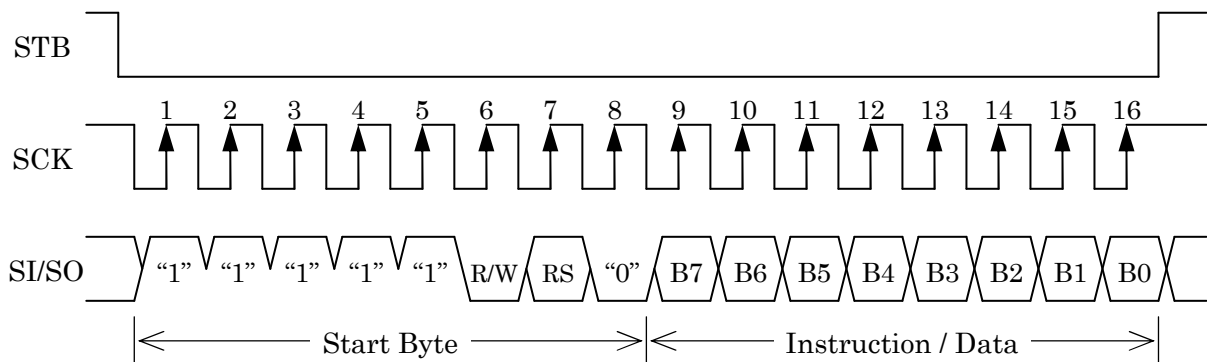 STB
1 2 3 4 5 6 7 8 9 10 11 12 13 14 15 16
SCK
SI/SO “1” “1” “1” “1” “1” R/W RS “0” B7 B6 B5 B4 B3 B2 B1 B0
Start Byte Instruction / Data